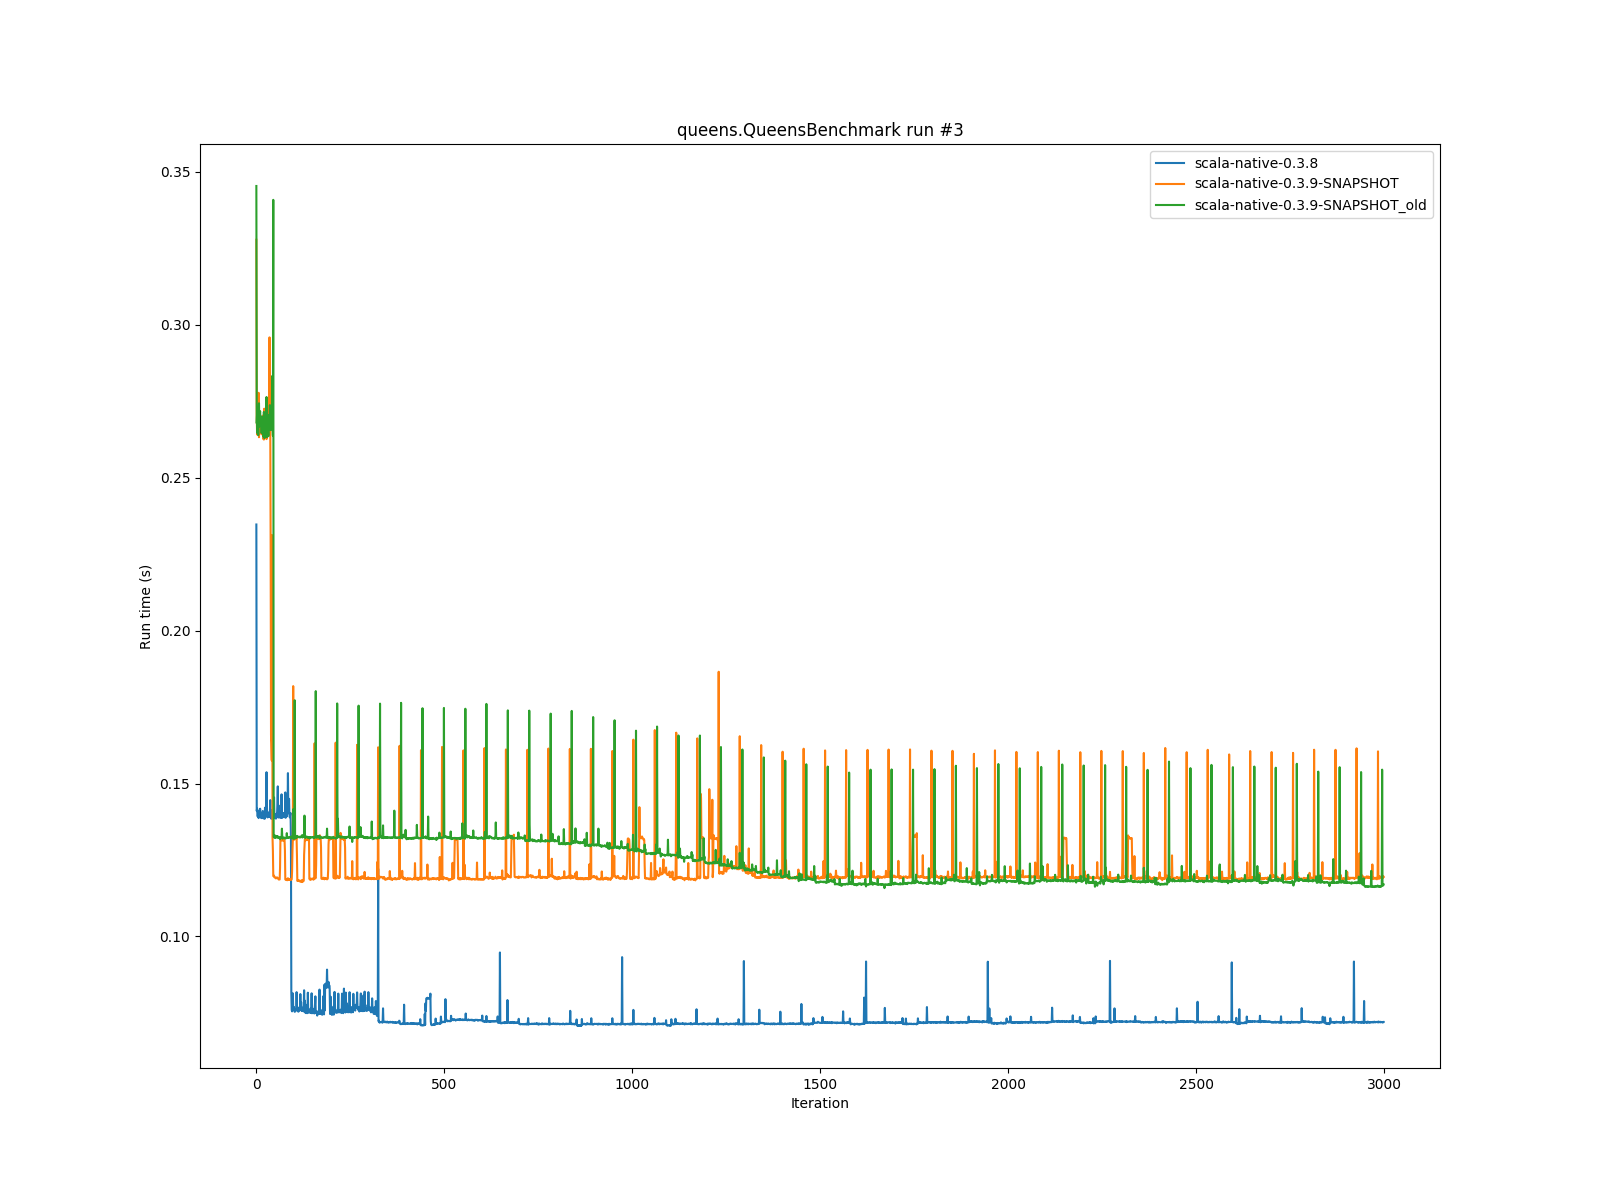 queens.QueensBenchmark run #3
scala-native-0.3.8
scala-native-0.3.9-SNAPSHOT
scala-native-0.3.9-SNAPSHOT_old
Run time (s)
0.35
0.30
0.25
0.20
0.15
0.10
0 500 1000 1500 2000 2500 3000
Iteration